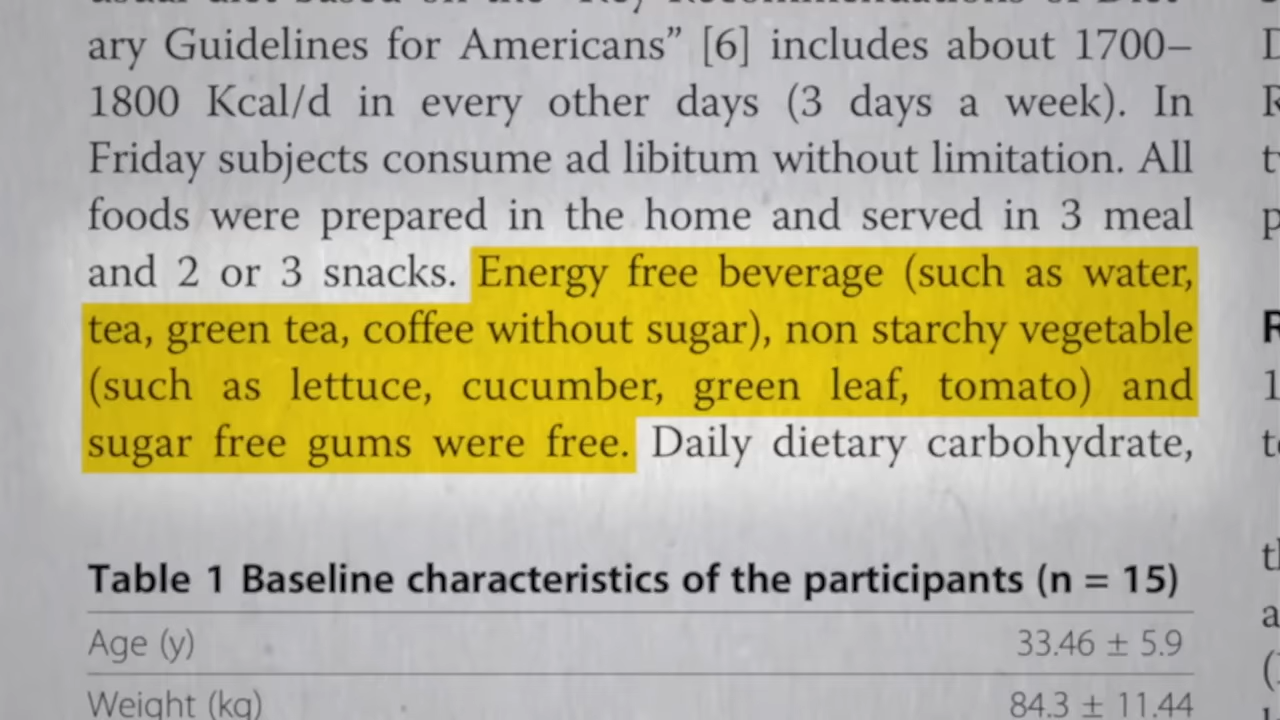 ary Guidelines for Americans” [6] includes about 1700–
1800 Kcal/d in every other days (3 days a week). In
Friday subjects consume ad libitum without limitation. All
foods were prepared in the home and served in 3 meal
and 2 or 3 snacks. Energy free beverage (such as water,
tea, green tea, coffee without sugar), non starchy vegetable
(such as lettuce, cucumber, green leaf, tomato) and
sugar free gums were free. Daily dietary carbohydrate,
Table 1 Baseline characteristics of the participants (n = 15)
Age (y) 33.46 ± 5.9
Weight (kg) 84.3 ± 11.44